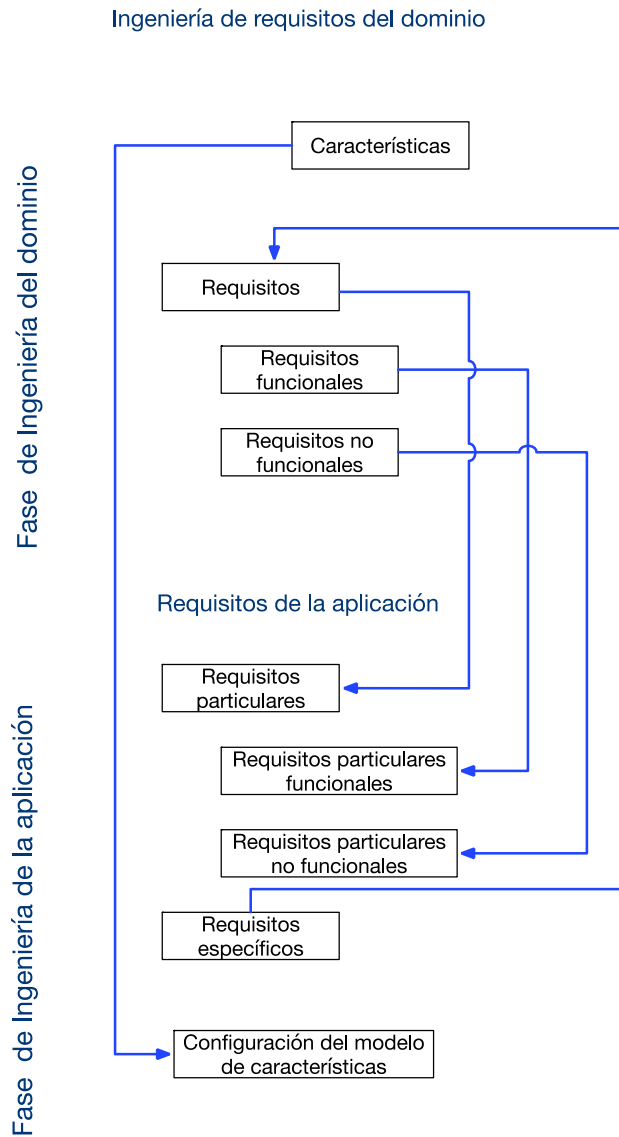 Ingeniería de requisitos del dominio
Fase de Ingeniería del dominio
Características
Requisitos
Requisitos
funcionales
Requisitos no
funcionales
Requisitos de la aplicación
Fase de Ingeniería de la aplicación
Requisitos
particulares
Requisitos particulares
funcionales
Requisitos particulares
no funcionales
Requisitos
específicos
Configuración del modelo
de características